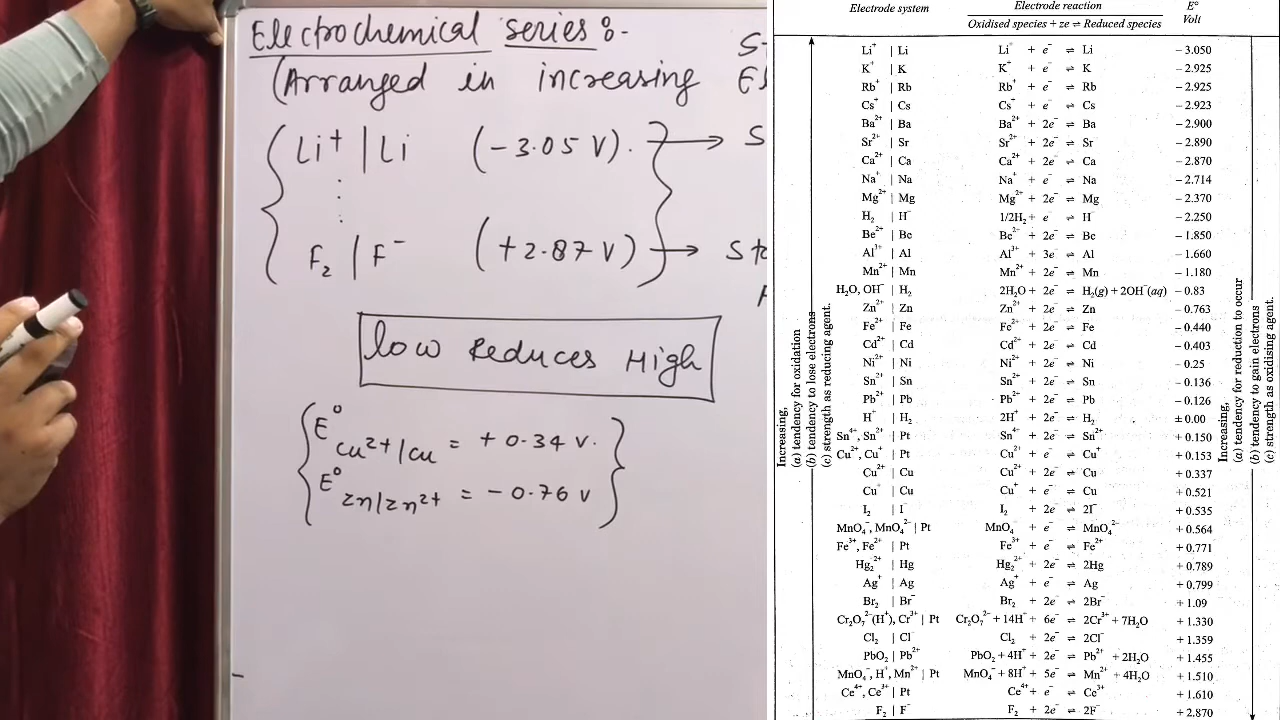 Electrochemical series :-
(Arranged in increasing
Li⁺ | Li (-3.05 V).
F₂ | F⁻ (+2.87 V)
Low Reduces High
E° Cu²⁺/Cu = +0.34 V.
E° Zn/Zn²⁺ = -0.76 V
Electrode system Electrode reaction E°
Oxidised species + ze ⇌ Reduced species Volt
Li⁺ | Li Li⁺ + e⁻ ⇌ Li −3.050
K⁺ | K K⁺ + e⁻ ⇌ K −2.925
Rb⁺ | Rb Rb⁺ + e⁻ ⇌ Rb −2.925
Cs⁺ | Cs Cs⁺ + e⁻ ⇌ Cs −2.923
Ba²⁺ | Ba Ba²⁺ + 2e⁻ ⇌ Ba −2.900
Sr²⁺ | Sr Sr²⁺ + 2e⁻ ⇌ Sr −2.890
Ca²⁺ | Ca Ca²⁺ + 2e⁻ ⇌ Ca −2.870
Na⁺ | Na Na⁺ + e⁻ ⇌ Na −2.714
Mg²⁺ | Mg Mg²⁺ + 2e⁻ ⇌ Mg −2.370
H₂ | H⁻ 1/2H₂ + e⁻ ⇌ H⁻ −2.250
Be²⁺ | Be Be²⁺ + 2e⁻ ⇌ Be −1.850
Al³⁺ | Al Al³⁺ + 3e⁻ ⇌ Al −1.660
Mn²⁺ | Mn Mn²⁺ + 2e⁻ ⇌ Mn −1.180
H₂O, OH⁻ | H₂ 2H₂O + 2e⁻ ⇌ H₂(g) + 2OH⁻(aq) −0.83
Zn²⁺ | Zn Zn²⁺ + 2e⁻ ⇌ Zn −0.763
Fe²⁺ | Fe Fe²⁺ + 2e⁻ ⇌ Fe −0.440
Cd²⁺ | Cd Cd²⁺ + 2e⁻ ⇌ Cd −0.403
Ni²⁺ | Ni Ni²⁺ + 2e⁻ ⇌ Ni −0.25
Sn²⁺ | Sn Sn²⁺ + 2e⁻ ⇌ Sn −0.136
Pb²⁺ | Pb Pb²⁺ + 2e⁻ ⇌ Pb −0.126
H⁺ | H₂ 2H⁺ + 2e⁻ ⇌ H₂ ±0.00
Sn⁴⁺, Sn²⁺ | Pt Sn⁴⁺ + 2e⁻ ⇌ Sn²⁺ +0.150
Cu²⁺, Cu⁺ | Pt Cu²⁺ + e⁻ ⇌ Cu⁺ +0.153
Cu²⁺ | Cu Cu²⁺ + 2e⁻ ⇌ Cu +0.337
Cu⁺ | Cu Cu⁺ + e⁻ ⇌ Cu +0.521
I₂ | I⁻ I₂ + 2e⁻ ⇌ 2I⁻ +0.535
MnO₄⁻, MnO₄²⁻ | Pt MnO₄⁻ + e⁻ ⇌ MnO₄²⁻ +0.564
Fe³⁺, Fe²⁺ | Pt Fe³⁺ + e⁻ ⇌ Fe²⁺ +0.771
Hg₂²⁺ | Hg Hg₂²⁺ + 2e⁻ ⇌ 2Hg +0.789
Ag⁺ | Ag Ag⁺ + e⁻ ⇌ Ag +0.799
Br₂ | Br⁻ Br₂ + 2e⁻ ⇌ 2Br⁻ +1.09
Cr₂O₇²⁻(H⁺), Cr³⁺ | Pt Cr₂O₇²⁻ + 14H⁺ + 6e⁻ ⇌ 2Cr³⁺ + 7H₂O +1.330
Cl₂ | Cl⁻ Cl₂ + 2e⁻ ⇌ 2Cl⁻ +1.359
PbO₂ | Pb²⁺ PbO₂ + 4H⁺ + 2e⁻ ⇌ Pb²⁺ + 2H₂O +1.455
MnO₄⁻, H⁺, Mn²⁺ | Pt MnO₄⁻ + 8H⁺ + 5e⁻ ⇌ Mn²⁺ + 4H₂O +1.510
Ce⁴⁺, Ce³⁺ | Pt Ce⁴⁺ + e⁻ ⇌ Ce³⁺ +1.610
F₂ | F⁻ F₂ + 2e⁻ ⇌ 2F⁻ +2.870
Increasing,
(a) tendency for oxidation
(b) tendency to lose electrons
(c) strength as reducing agent.
Increasing,
(a) tendency for reduction to occur
(b) tendency to gain electrons
(c) strength as oxidising agent.